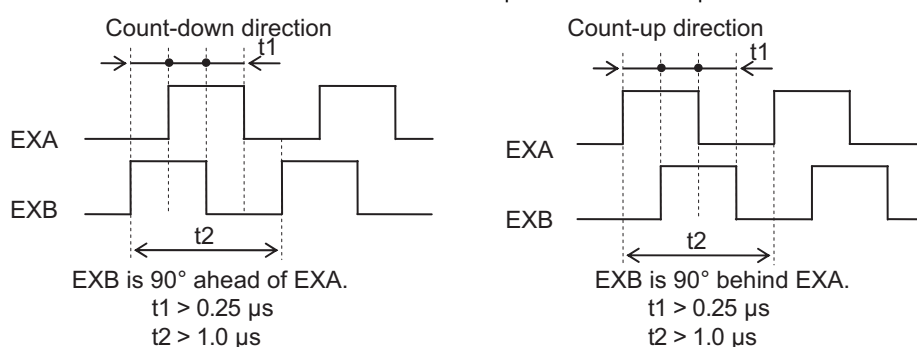 Count-down direction
t1
EXA
EXB
t2
EXB is 90° ahead of EXA.
t1 > 0.25 µs
t2 > 1.0 µs
Count-up direction
t1
EXA
EXB
t2
EXB is 90° behind EXA.
t1 > 0.25 µs
t2 > 1.0 µs